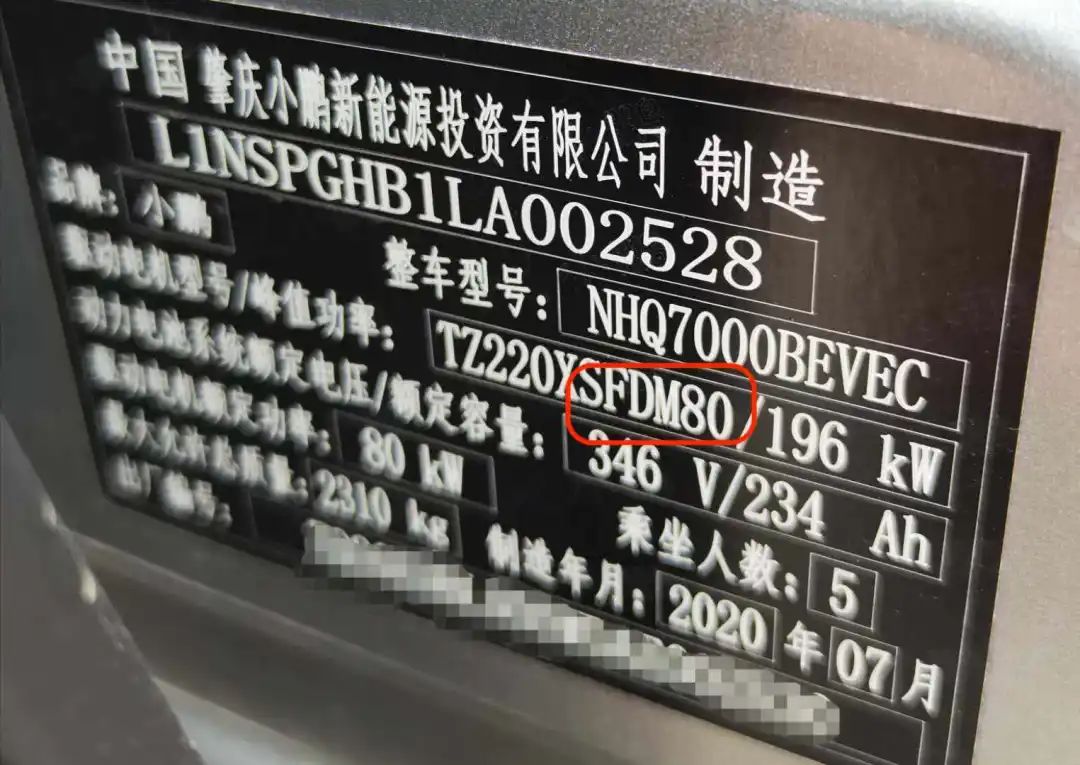 中国 肇庆小鹏新能源投资有限公司 制造
L1NSPGHB1LA002528
品牌: 小鹏 整车型号: NHQ7000BEVEC
驱动电机型号/峰值功率: TZ220XSFDM80/196 kW
动力电池系统额定电压/额定容量: 346 V/234 Ah
驱动电机额定功率: 80 kW 乘坐人数: 5
最大允许总质量: 2310 kg 制造年月: 2020 年 07 月
出厂编号: